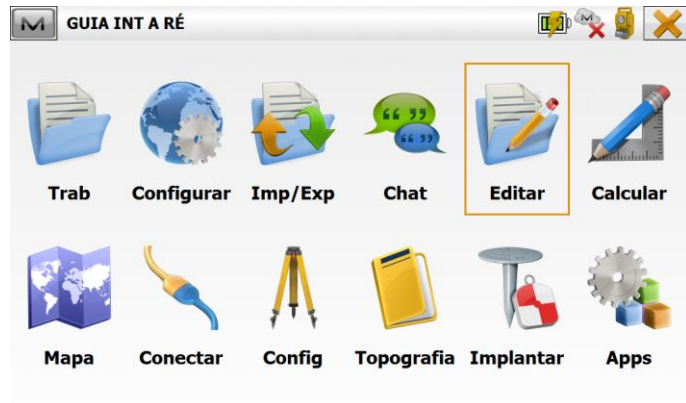 GUIA INT A RÉ
Trab Configurar Imp/Exp Chat Editar Calcular
Mapa Conectar Config Topografia Implantar Apps